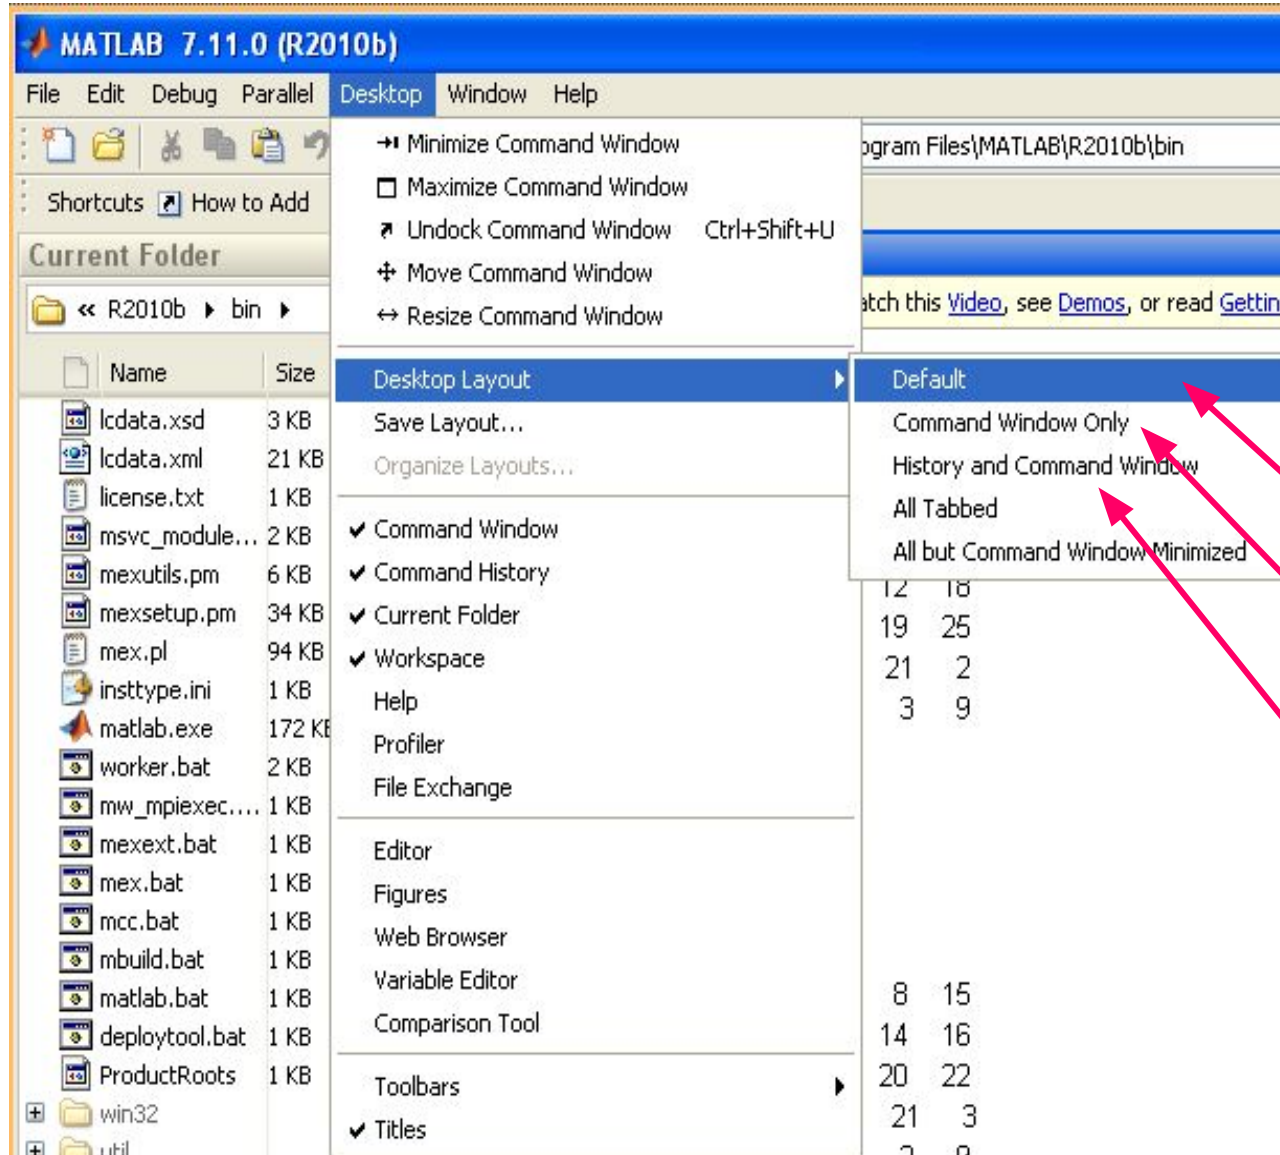 MATLAB 7.11.0 (R2010b)
File Edit Debug Parallel Desktop Window Help
ogram Files\MATLAB\R2010b\bin
Shortcuts How to Add
Current Folder
« R2010b bin
Name Size
lcdata.xsd 3 KB
lcdata.xml 21 KB
license.txt 1 KB
msvc_module... 2 KB
mexutils.pm 6 KB
mexsetup.pm 34 KB
mex.pl 94 KB
insttype.ini 1 KB
matlab.exe 172 KB
worker.bat 2 KB
mw_mpiexec.... 1 KB
mexext.bat 1 KB
mex.bat 1 KB
mcc.bat 1 KB
mbuild.bat 1 KB
matlab.bat 1 KB
deploytool.bat 1 KB
ProductRoots 1 KB
win32
util
Minimize Command Window
Maximize Command Window
Undock Command Window Ctrl+Shift+U
Move Command Window
Resize Command Window
Desktop Layout
Save Layout...
Organize Layouts...
Command Window
Command History
Current Folder
Workspace
Help
Profiler
File Exchange
Editor
Figures
Web Browser
Variable Editor
Comparison Tool
Toolbars
Titles
atch this Video, see Demos, or read Gettin
Default
Command Window Only
History and Command Window
All Tabbed
All but Command Window Minimized
12 18
19 25
21 2
3 9
8 15
14 16
20 22
21 3
2 9